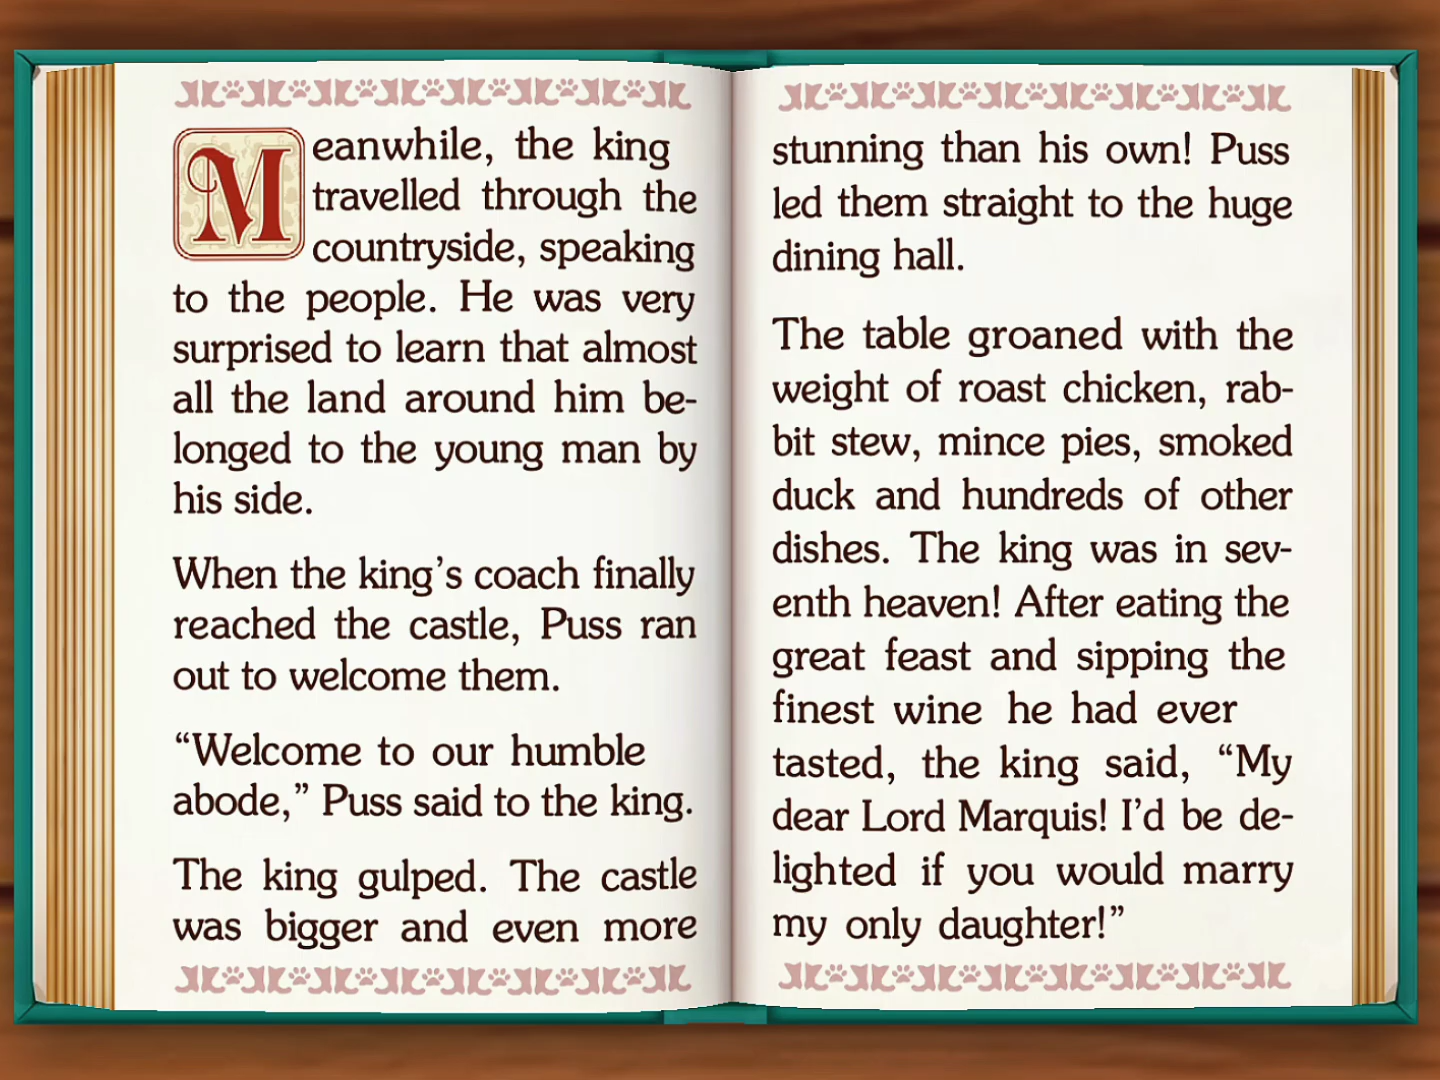 Meanwhile, the king
travelled through the
countryside, speaking
to the people. He was very
surprised to learn that almost
all the land around him be-
longed to the young man by
his side.
When the king’s coach finally
reached the castle, Puss ran
out to welcome them.
“Welcome to our humble
abode,” Puss said to the king.
The king gulped. The castle
was bigger and even more
stunning than his own! Puss
led them straight to the huge
dining hall.
The table groaned with the
weight of roast chicken, rab-
bit stew, mince pies, smoked
duck and hundreds of other
dishes. The king was in sev-
enth heaven! After eating the
great feast and sipping the
finest wine he had ever
tasted, the king said, “My
dear Lord Marquis! I’d be de-
lighted if you would marry
my only daughter!”